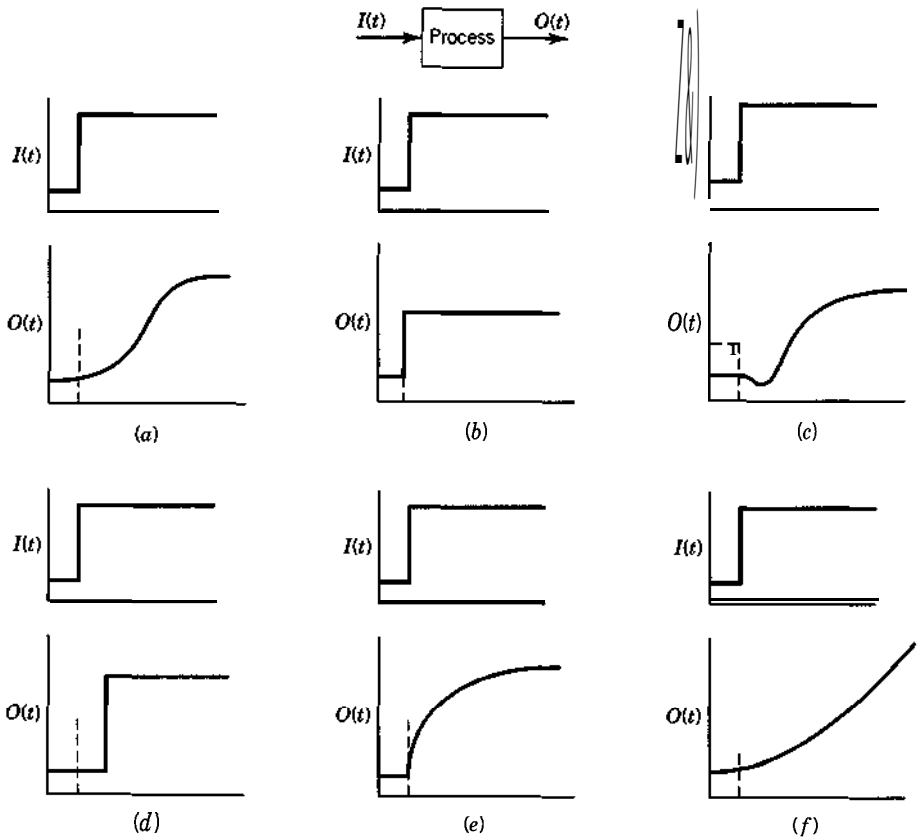 I(t) Process O(t)
I(t) I(t)
O(t) O(t) O(t)
(a) (b) (c)
I(t) I(t) I(t)
O(t) O(t) O(t)
(d) (e) (f)